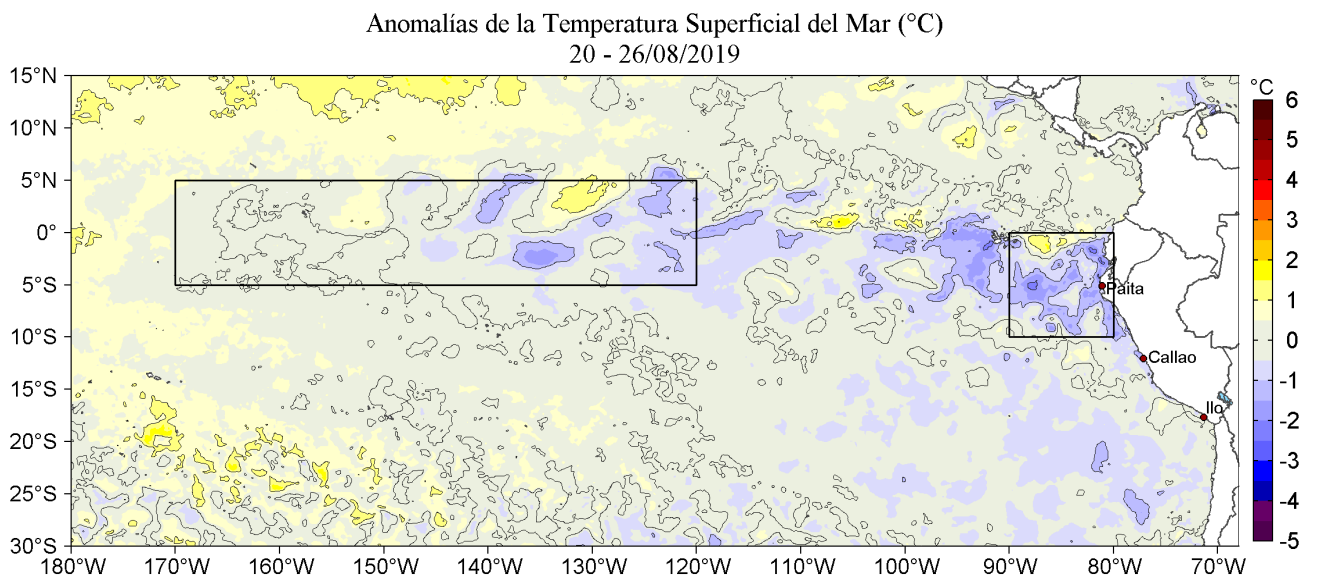 Anomalías de la Temperatura Superficial del Mar (°C)
20 - 26/08/2019
15°N
10°N
5°N
0°
5°S
10°S
15°S
20°S
25°S
30°S
180°W
170°W
160°W
150°W
140°W
130°W
120°W
110°W
100°W
90°W
80°W
70°W
Paita
Callao
Ilo
°C
6
5
4
3
2
1
0
-1
-2
-3
-4
-5